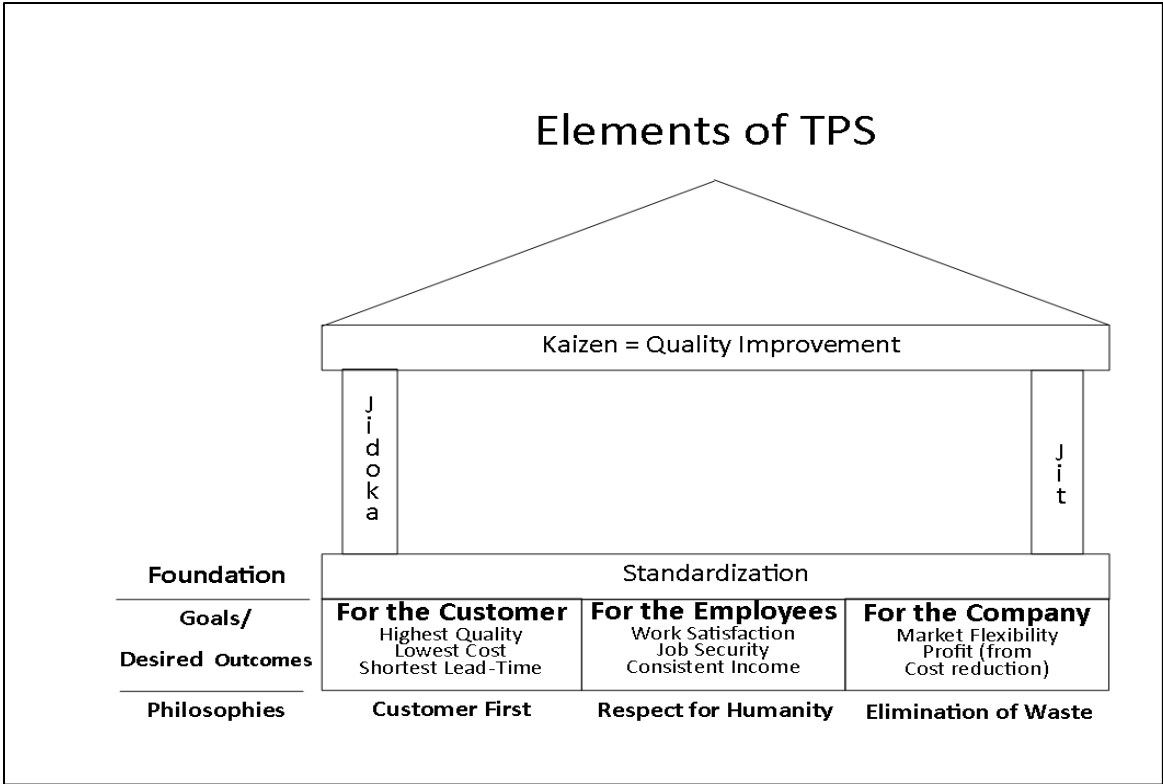 Elements of TPS
Kaizen = Quality Improvement
Jidoka
Jit
Foundation
Standardization
Goals/
Desired Outcomes
For the Customer
Highest Quality
Lowest Cost
Shortest Lead-Time
For the Employees
Work Satisfaction
Job Security
Consistent Income
For the Company
Market Flexibility
Profit (from
Cost reduction)
Philosophies
Customer First
Respect for Humanity
Elimination of Waste